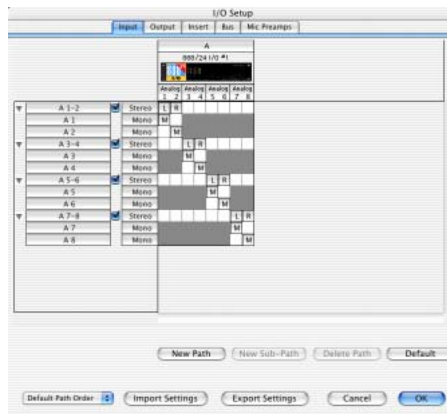 I/O Setup
Input Output Insert Bus Mic Preamps
A
888/24 I/O #1
Analog Analog Analog Analog
1 2 3 4 5 6 7 8
A 1-2 Stereo L R
A 1 Mono M
A 2 Mono M
A 3-4 Stereo L R
A 3 Mono M
A 4 Mono M
A 5-6 Stereo L R
A 5 Mono M
A 6 Mono M
A 7-8 Stereo L R
A 7 Mono M
A 8 Mono M
New Path New Sub-Path Delete Path Default
Default Path Order Import Settings Export Settings Cancel OK